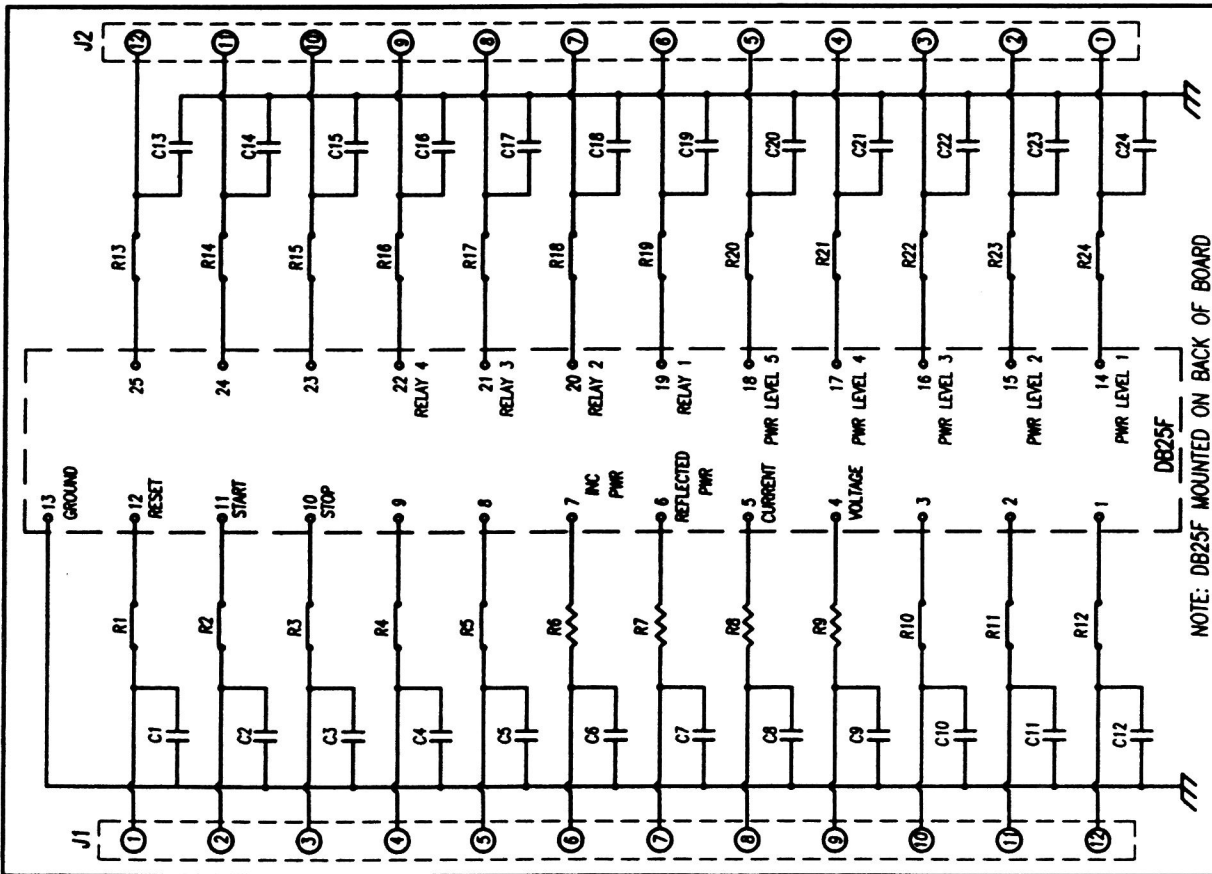 J2
12
11
10
9
8
7
6
5
4
3
2
1
C13
C14
C15
C16
C17
C18
C19
C20
C21
C22
C23
C24
R13
R14
R15
R16
R17
R18
R19
R20
R21
R22
R23
R24
25
24
23
22
RELAY 4
21
RELAY 3
20
RELAY 2
19
RELAY 1
18
PWR LEVEL 5
17
PWR LEVEL 4
16
PWR LEVEL 3
15
PWR LEVEL 2
14
PWR LEVEL 1
DB25F
13
GROUND
12
RESET
11
START
10
STOP
9
8
7
INC
PWR
6
REFLECTED
PWR
5
CURRENT
4
VOLTAGE
3
2
1
R1
R2
R3
R4
R5
R6
R7
R8
R9
R10
R11
R12
C1
C2
C3
C4
C5
C6
C7
C8
C9
C10
C11
C12
J1
1
2
3
4
5
6
7
8
9
10
11
12
NOTE: DB25F MOUNTED ON BACK OF BOARD